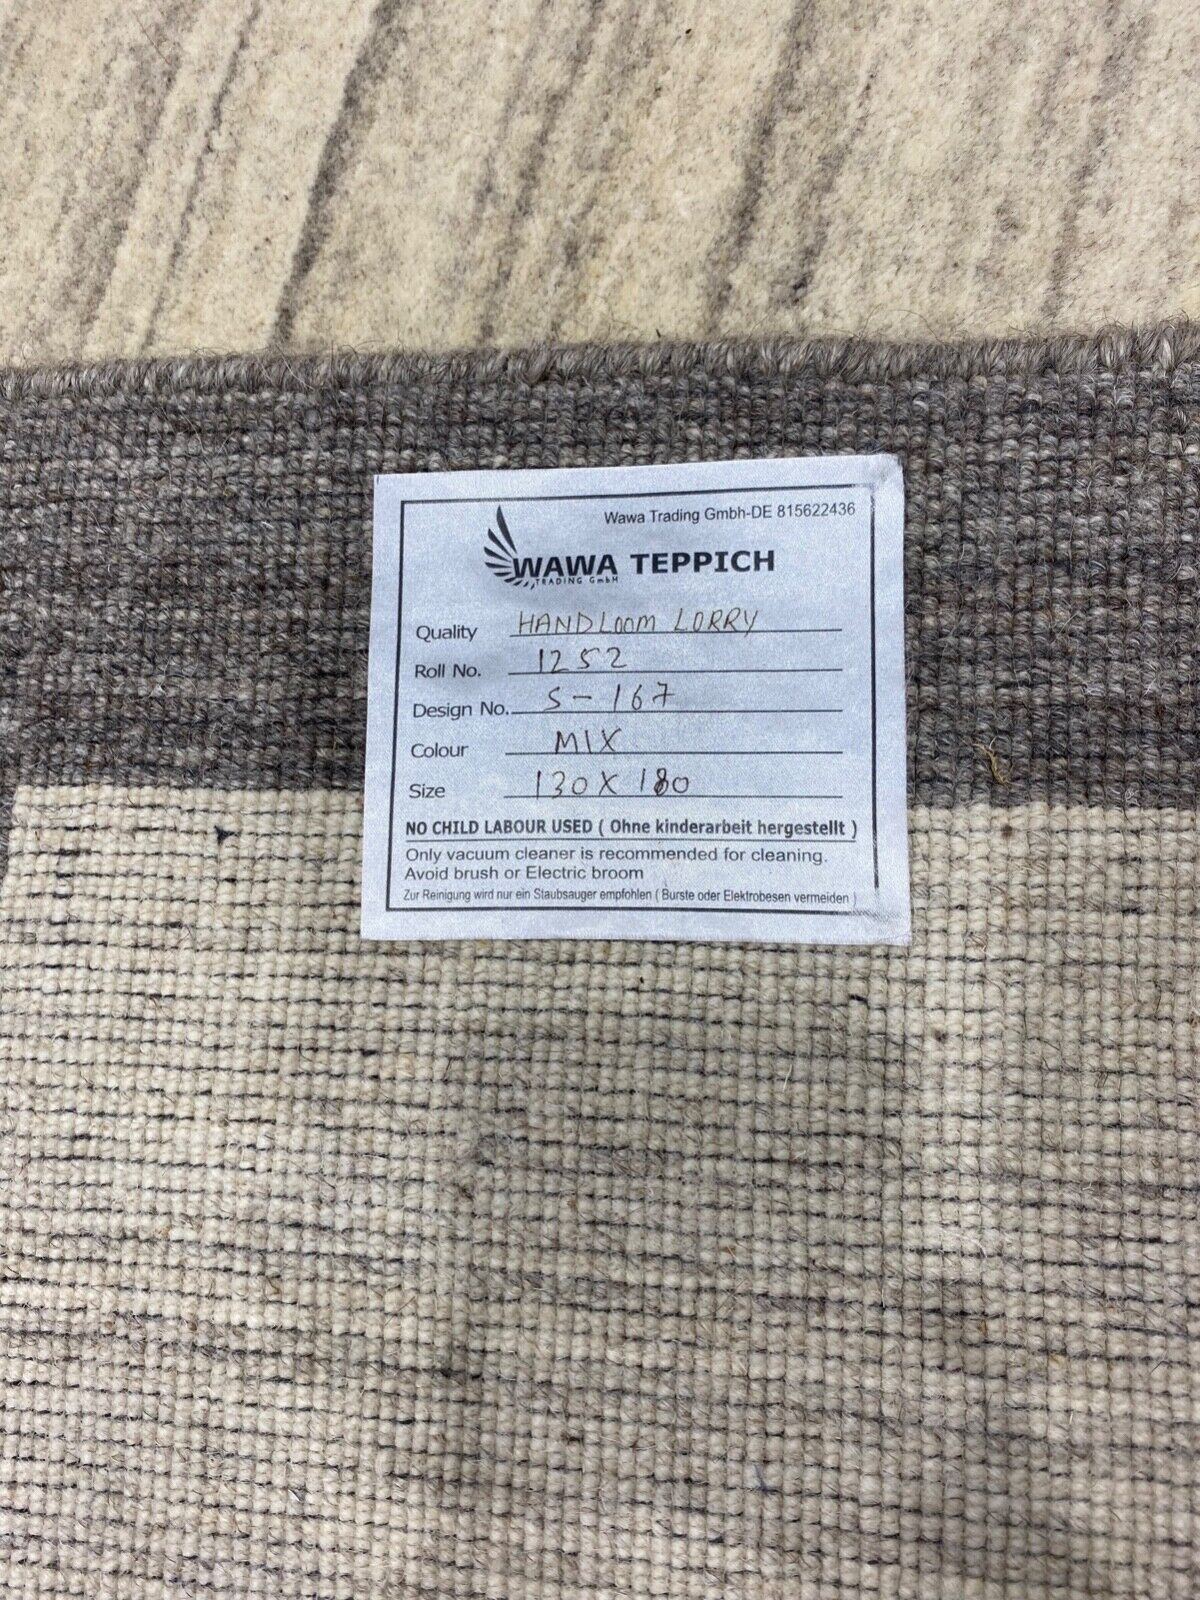 Wawa Trading Gmbh-DE 815622436
WAWA TEPPICH
TRADING GmbH
Quality HANDLOOM LORRY
Roll No. 1252
Design No. S-167
Colour MIX
Size 130X180
NO CHILD LABOUR USED ( Ohne kinderarbeit hergestellt )
Only vacuum cleaner is recommended for cleaning.
Avoid brush or Electric broom
Zur Reinigung wird nur ein Staubsauger empfohlen ( Burste oder Elektrobesen vermeiden )